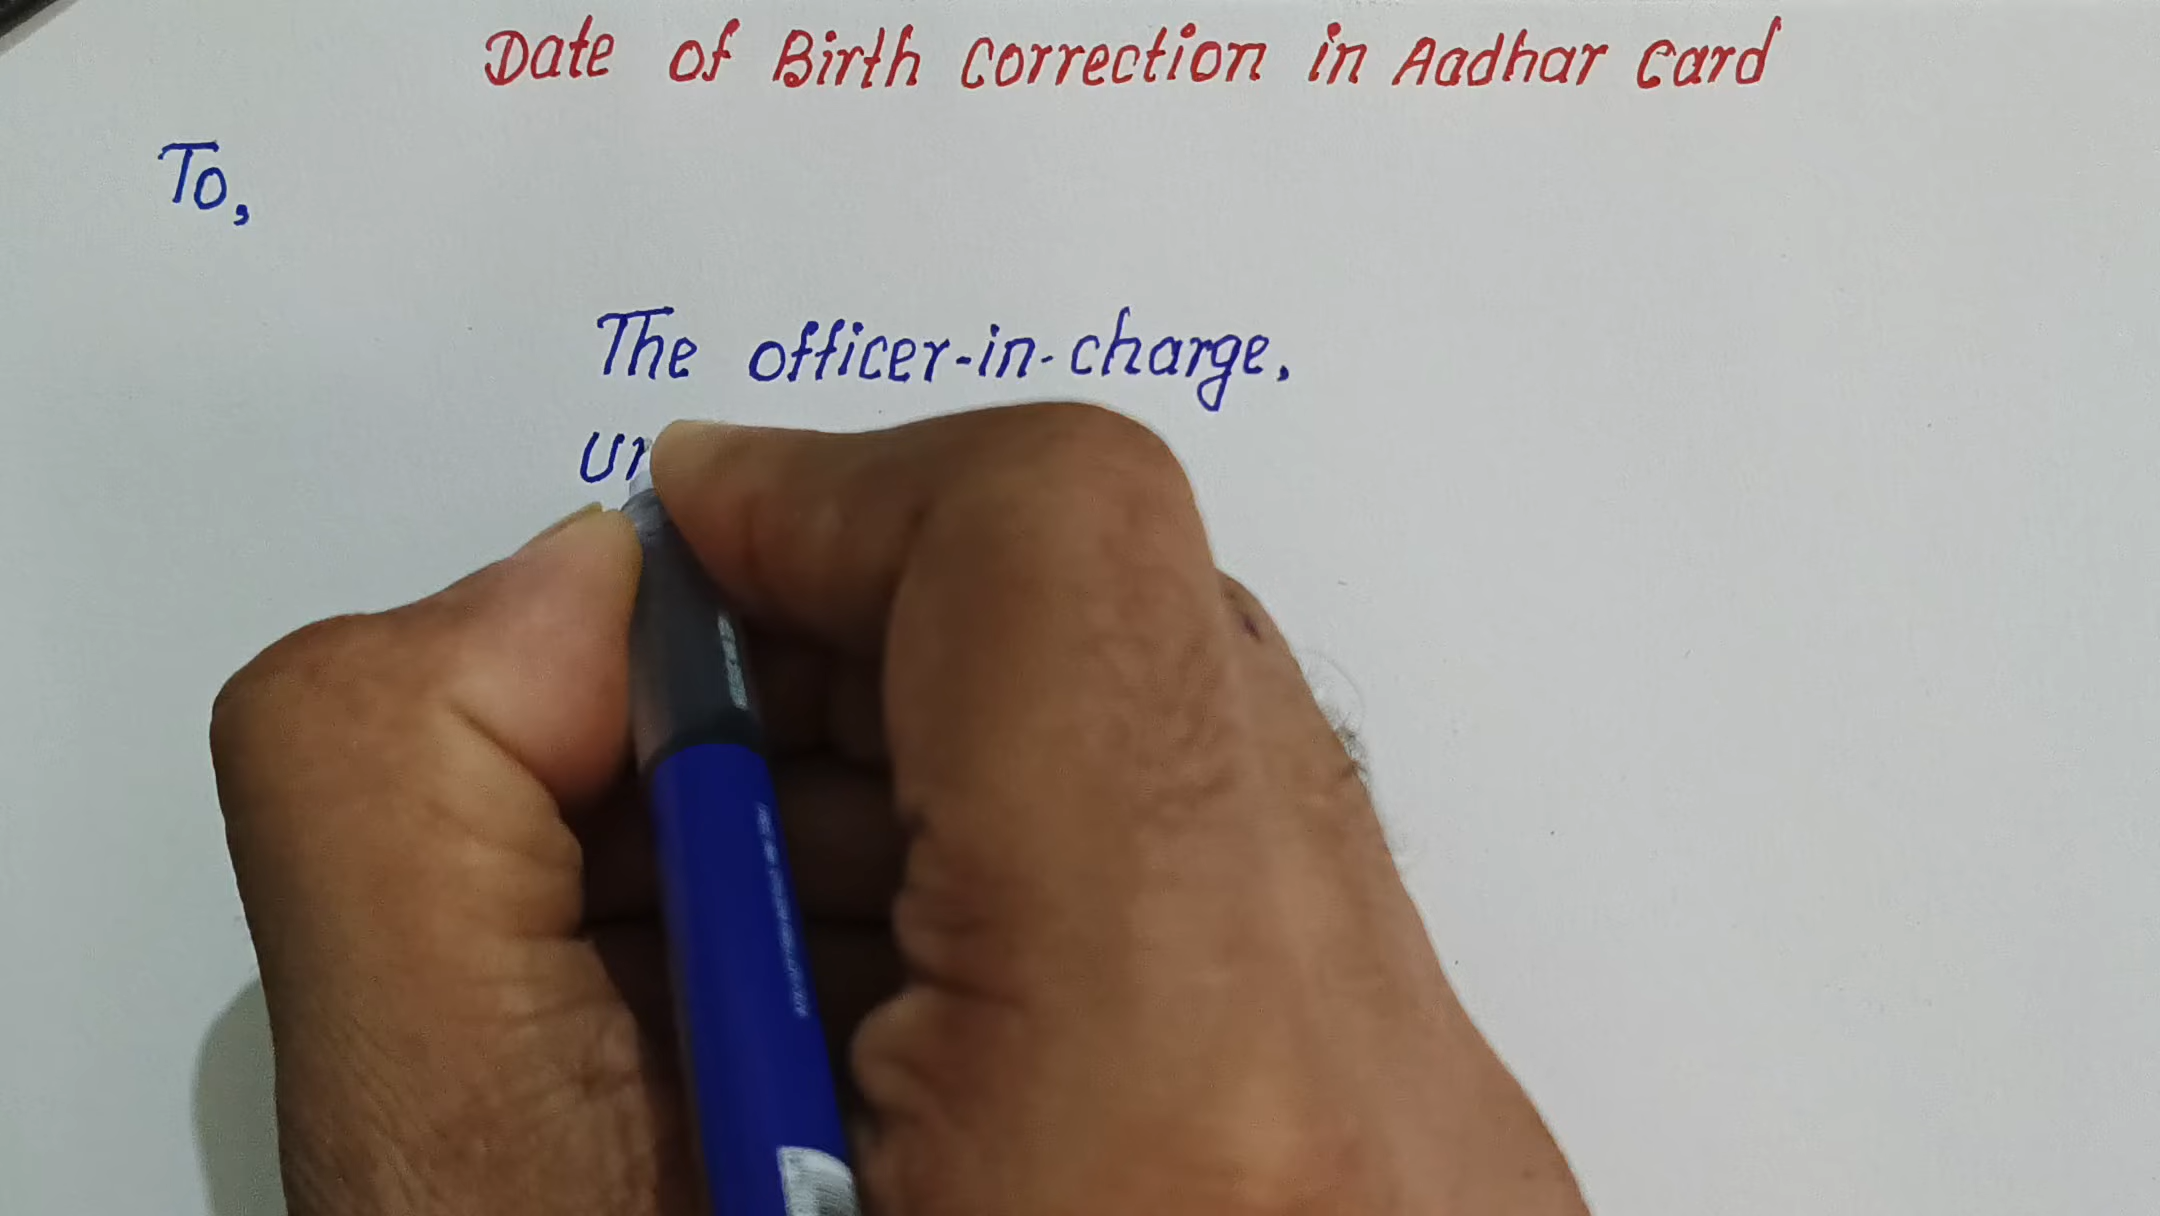 Date of Birth Correction in Aadhar Card
To,
The officer-in-charge.